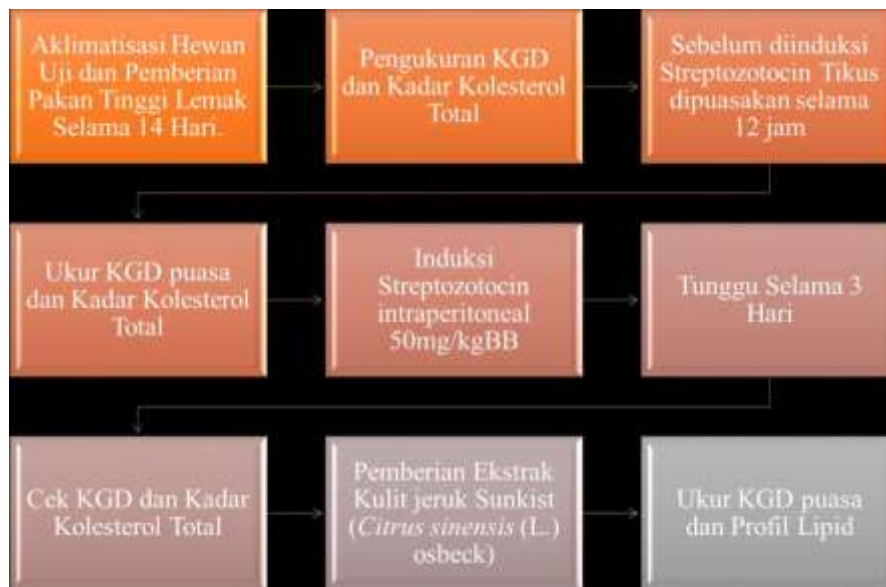 Aklimatisasi Hewan
Uji dan Pemberian
Pakan Tinggi Lemak
Selama 14 Hari.
Pengukuran KGD
dan Kadar Kolesterol
Total
Sebelum diinduksi
Streptozotocin Tikus
dipuasakan selama
12 jam
Ukur KGD puasa
dan Kadar Kolesterol
Total
Induksi
Streptozotocin
intraperitoneal
50mg/kgBB
Tunggu Selama 3
Hari
Cek KGD dan Kadar
Kolesterol Total
Pemberian Ekstrak
Kulit jeruk Sunkist
(Citrus sinensis (L.)
osbeck)
Ukur KGD puasa
dan Profil Lipid